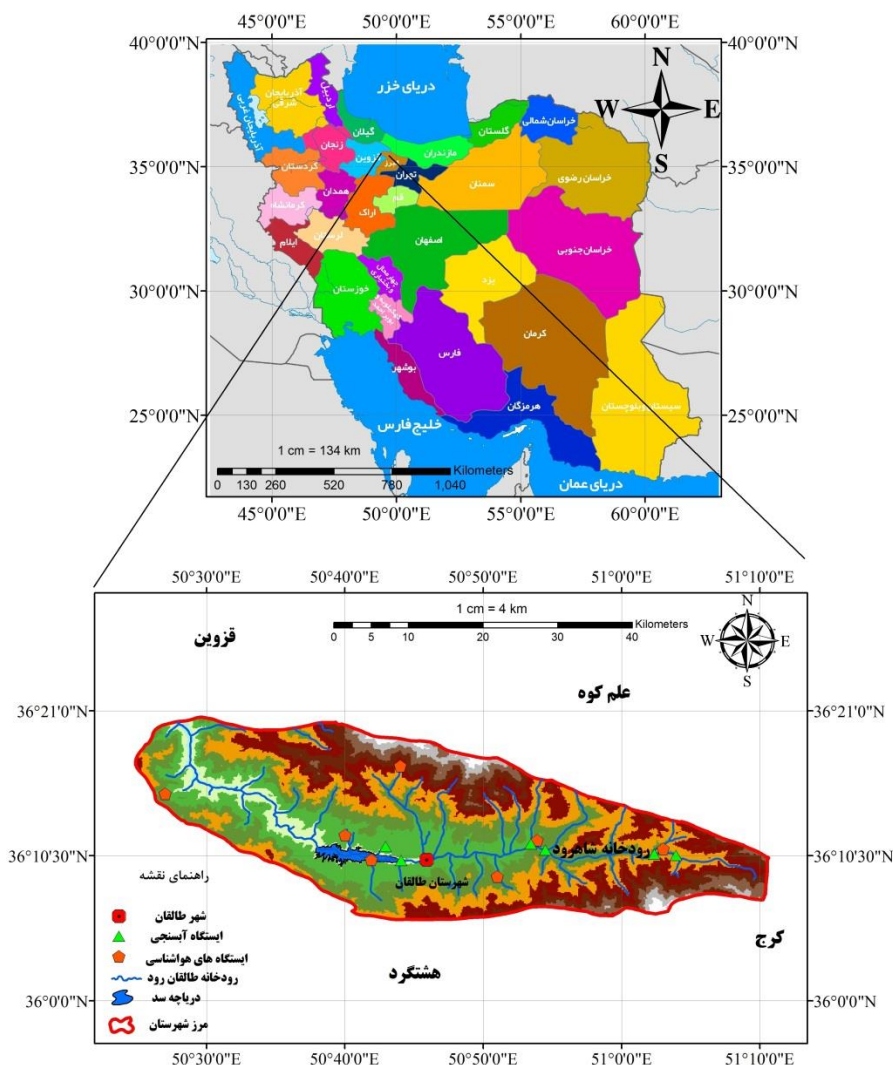 45°0'0"E 50°0'0"E 55°0'0"E 60°0'0"E
40°0'0"N 40°0'0"N
35°0'0"N 35°0'0"N
30°0'0"N 30°0'0"N
25°0'0"N 25°0'0"N
N
W E
S
دریای خزر
آذربایجان شرقی
اردبیل
آذربایجان غربی
گیلان
گلستان
خراسان شمالی
زنجان
قزوین
مازندران
کردستان
تهران
سمنان
خراسان رضوی
همدان
کرمانشاه
اراک
قم
ایلام
لرستان
اصفهان
خراسان جنوبی
خوزستان
یزد
کرمان
فارس
بوشهر
هرمزگان
سیستان وبلوچستان
خلیج فارس
دریای عمان
1 cm = 134 km
Kilometers
0 130 260 520 780 1,040
45°0'0"E 50°0'0"E 55°0'0"E 60°0'0"E
50°30'0"E 50°40'0"E 50°50'0"E 51°0'0"E 51°10'0"E
1 cm = 4 km
Kilometers
0 5 10 20 30 40
N
W E
S
قزوین
علم کوه
36°21'0"N 36°21'0"N
36°10'30"N 36°10'30"N
36°0'0"N 36°0'0"N
رودخانه شاهرود
شهرستان طالقان
کرج
هشتگرد
راهنمای نقشه
شهر طالقان
ایستگاه آبسنجی
ایستگاه های هواشناسی
رودخانه طالقان رود
دریاچه سد
مرز شهرستان
50°30'0"E 50°40'0"E 50°50'0"E 51°0'0"E 51°10'0"E